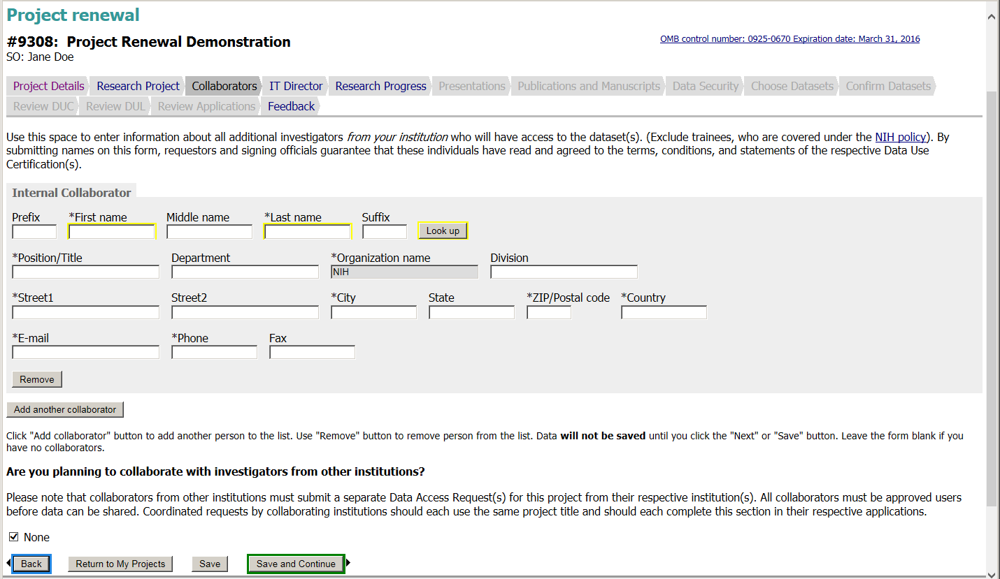 Project renewal
#9308:  Project Renewal Demonstration
OMB control number: 0925-0670 Expiration date: March 31, 2016
SO: Jane Doe
Project Details Research Project Collaborators IT Director Research Progress Presentations Publications and Manuscripts Data Security Choose Datasets Confirm Datasets
Review DUC Review DUL Review Applications Feedback
Use this space to enter information about all additional investigators from your institution who will have access to the dataset(s). (Exclude trainees, who are covered under the NIH policy). By
submitting names on this form, requestors and signing officials guarantee that these individuals have read and agreed to the terms, conditions, and statements of the respective Data Use
Certification(s).
Internal Collaborator
Prefix *First name Middle name *Last name Suffix
Look up
*Position/Title Department *Organization name Division
NIH
*Street1 Street2 *City State *ZIP/Postal code *Country
*E-mail *Phone Fax
Remove
Add another collaborator
Click "Add collaborator" button to add another person to the list. Use "Remove" button to remove person from the list. Data will not be saved until you click the "Next" or "Save" button. Leave the form blank if you
have no collaborators.
Are you planning to collaborate with investigators from other institutions?
Please note that collaborators from other institutions must submit a separate Data Access Request(s) for this project from their respective institution(s). All collaborators must be approved users
before data can be shared. Coordinated requests by collaborating institutions should each use the same project title and should each complete this section in their respective applications.
None
Back Return to My Projects Save Save and Continue